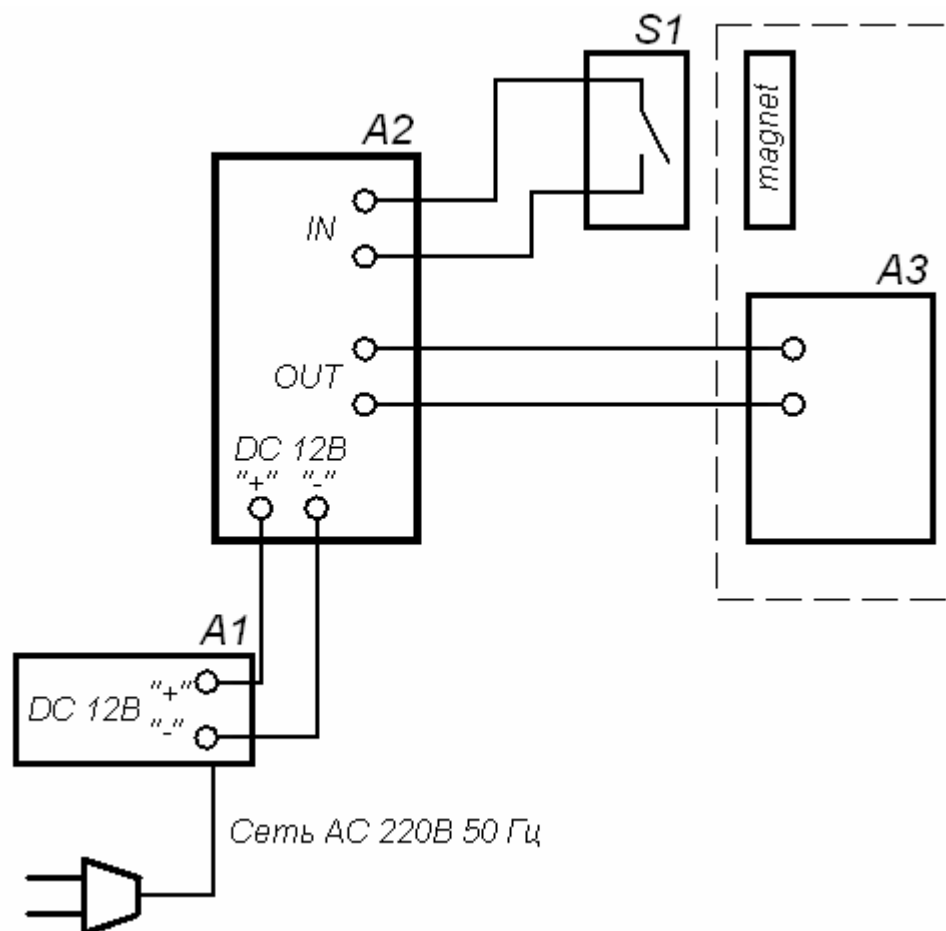 S1
magnet
A2
IN
A3
OUT
DC 12В
"+" "-"
A1
DC 12В "+"
"-"
Сеть АС 220В 50 Гц